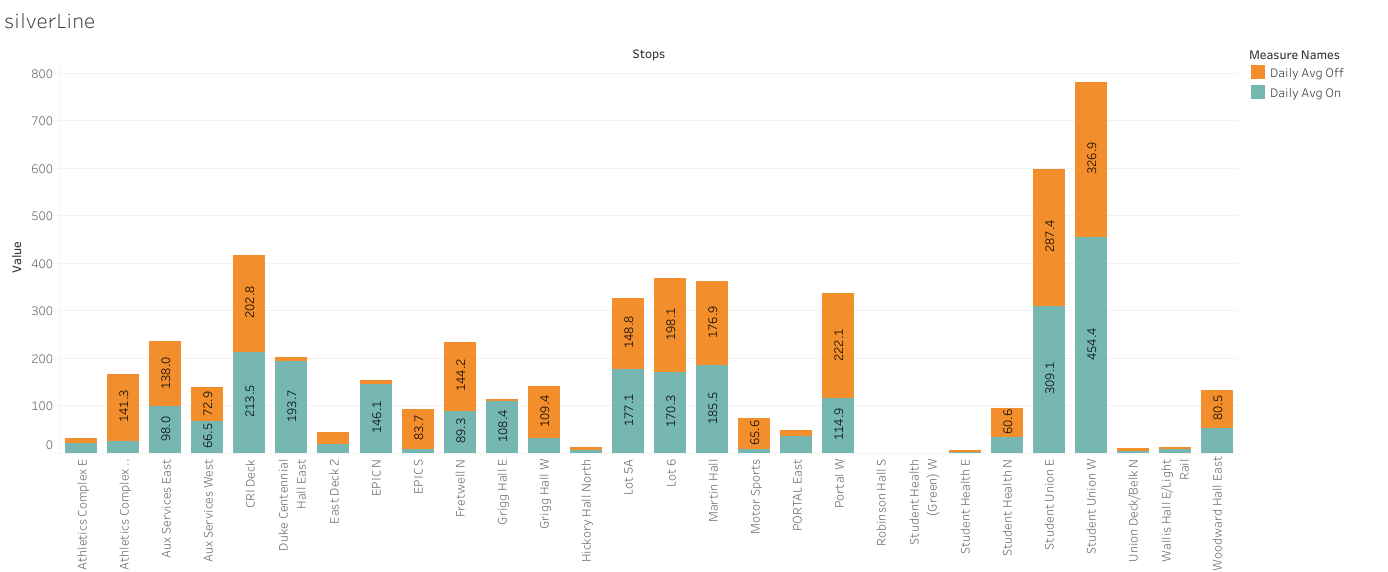 silverLine
Stops
Measure Names
Daily Avg Off
Daily Avg On
Value
800
700
600
500
400
300
200
100
0
141.3
138.0
98.0
72.9
66.5
202.8
213.5
193.7
146.1
83.7
144.2
89.3
108.4
109.4
148.8
177.1
198.1
170.3
176.9
185.5
65.6
222.1
114.9
60.6
287.4
309.1
326.9
454.4
80.5
Athletics Complex E
Athletics Complex ..
Aux Services East
Aux Services West
CRI Deck
Duke Centennial
Hall East
East Deck 2
EPIC N
EPIC S
Fretwell N
Grigg Hall E
Grigg Hall W
Hickory Hall North
Lot 5A
Lot 6
Martin Hall
Motor Sports
PORTAL East
Portal W
Robinson Hall S
Student Health
(Green) W
Student Health E
Student Health N
Student Union E
Student Union W
Union Deck/Belk N
Wallis Hall E/Light
Rail
Woodward Hall East